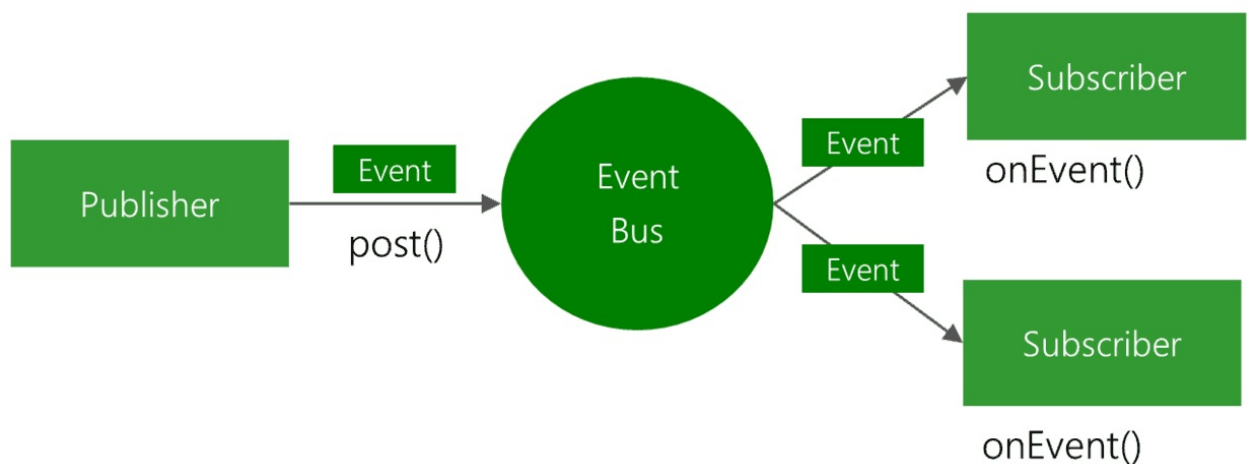 Publisher
Event
post()
Event
Bus
Event
Event
Subscriber
onEvent()
Subscriber
onEvent()